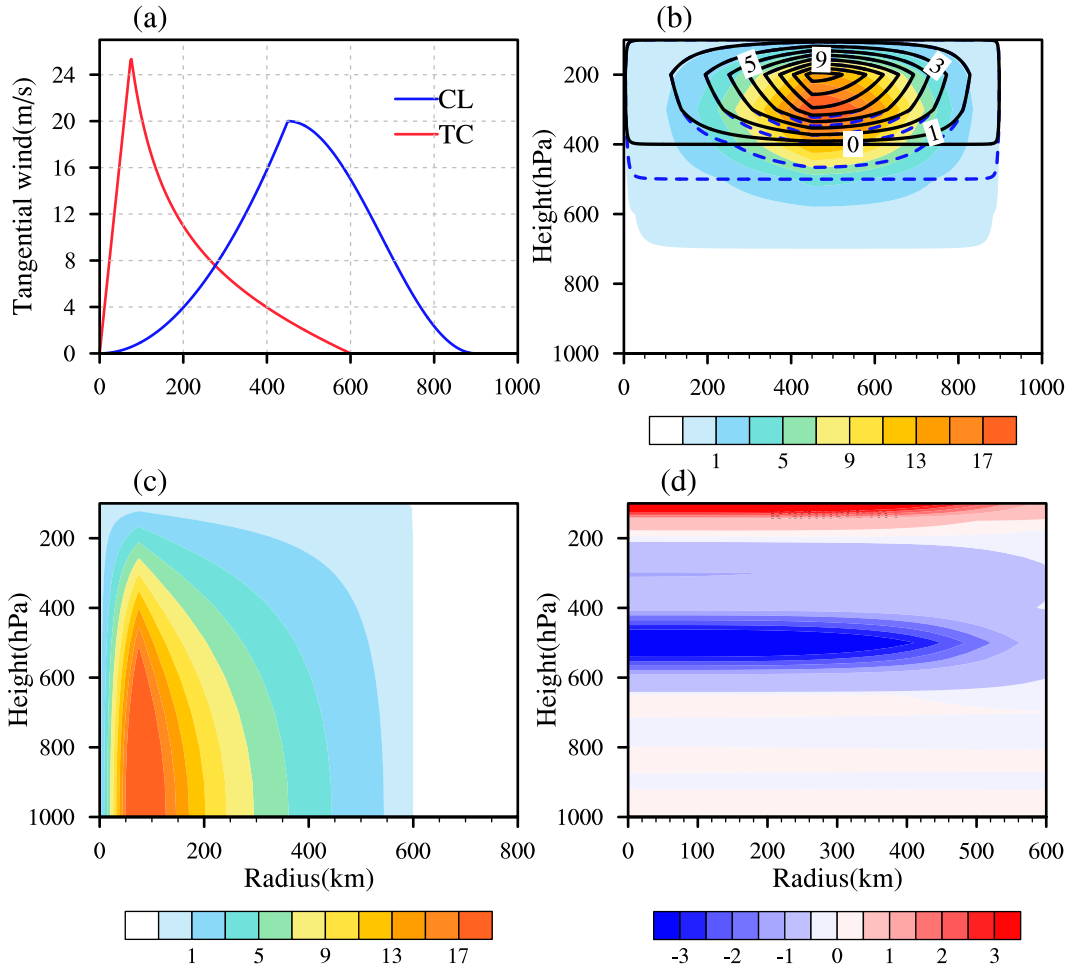 (a)
Tangential wind(m/s)
24
20
16
12
8
4
0
CL
TC
0 200 400 600 800 1000
(b)
Height(hPa)
200
400
600
800
1000
5 9 3
1
0
0 200 400 600 800 1000
1 5 9 13 17
(c)
Height(hPa)
200
400
600
800
1000
0 200 400 600 800
Radius(km)
1 5 9 13 17
(d)
Height(hPa)
200
400
600
800
1000
0 100 200 300 400 500 600
Radius(km)
-3 -2 -1 0 1 2 3